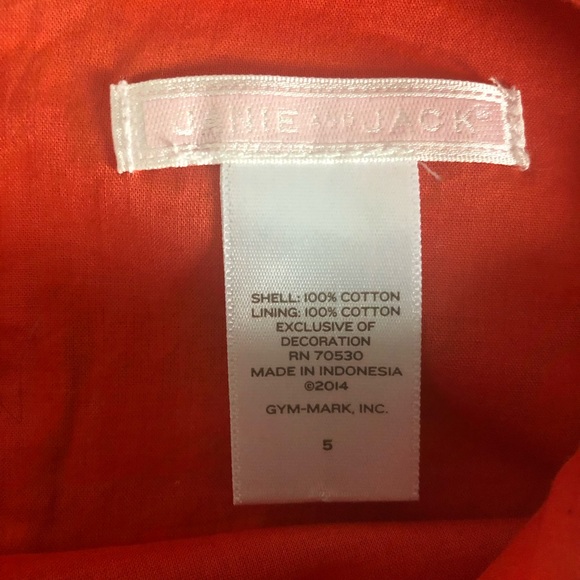 JANIE AND JACK®
SHELL: 100% COTTON
LINING: 100% COTTON
EXCLUSIVE OF
DECORATION
RN 70530
MADE IN INDONESIA
©2014
GYM-MARK, INC.
5